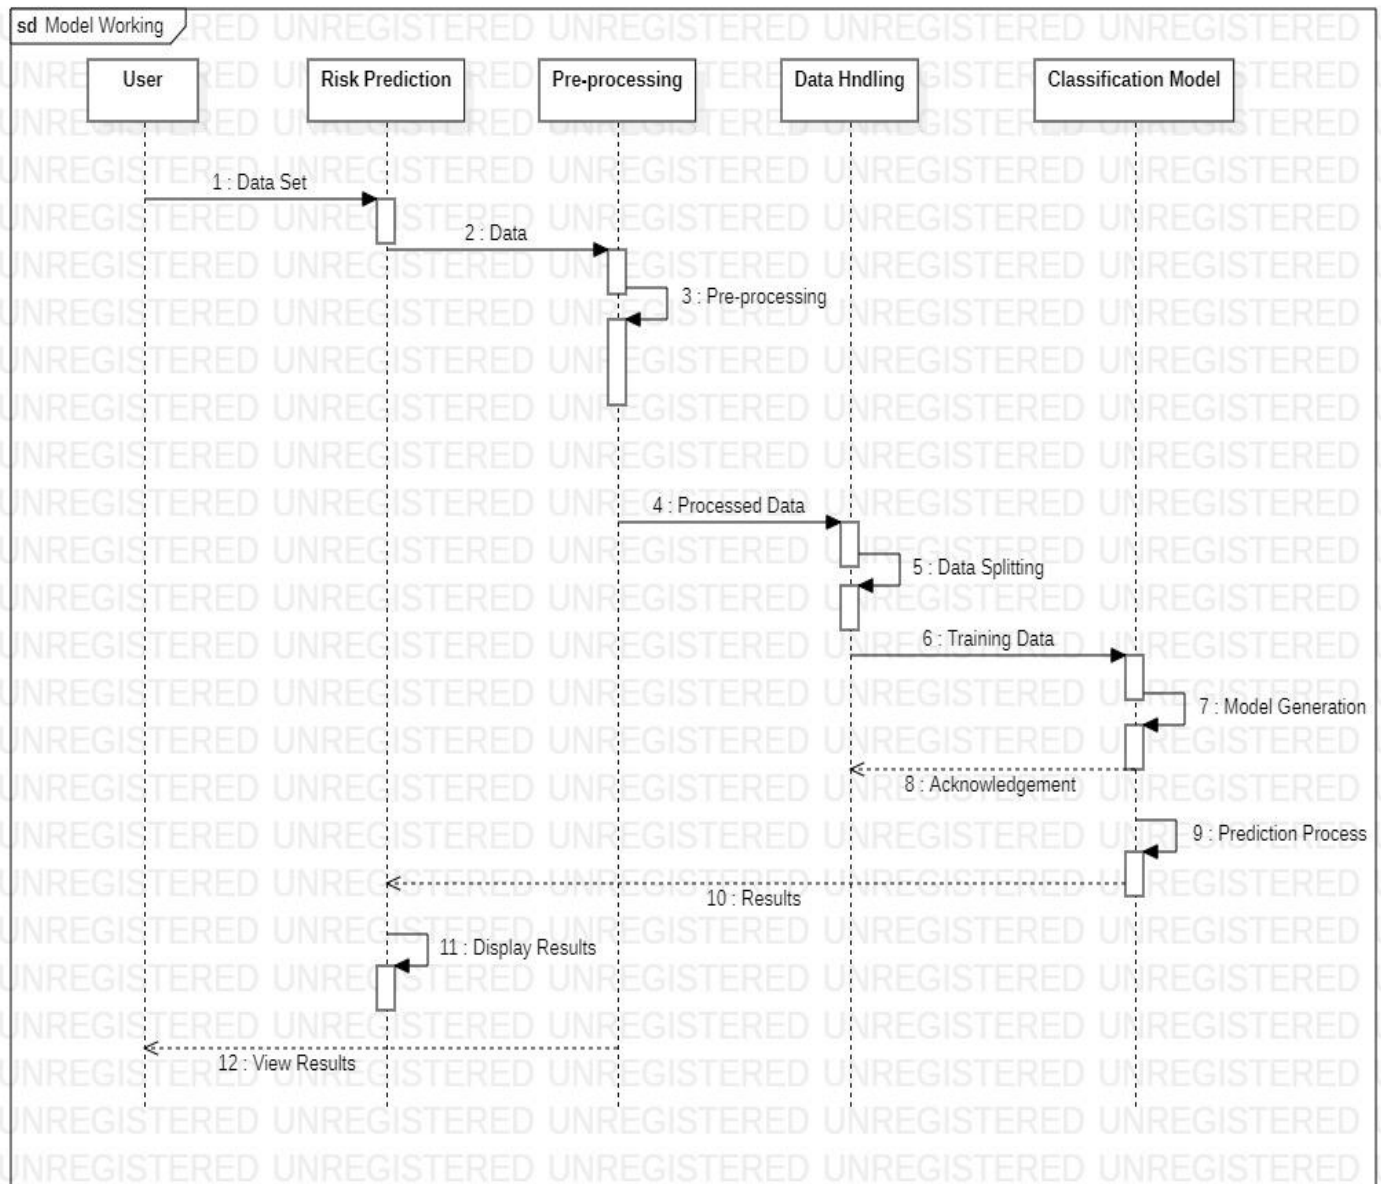 sd Model Working
User
Risk Prediction
Pre-processing
Data Hndling
Classification Model
1 : Data Set
2 : Data
3 : Pre-processing
4 : Processed Data
5 : Data Splitting
6 : Training Data
7 : Model Generation
8 : Acknowledgement
9 : Prediction Process
10 : Results
11 : Display Results
12 : View Results
UNREGISTERED